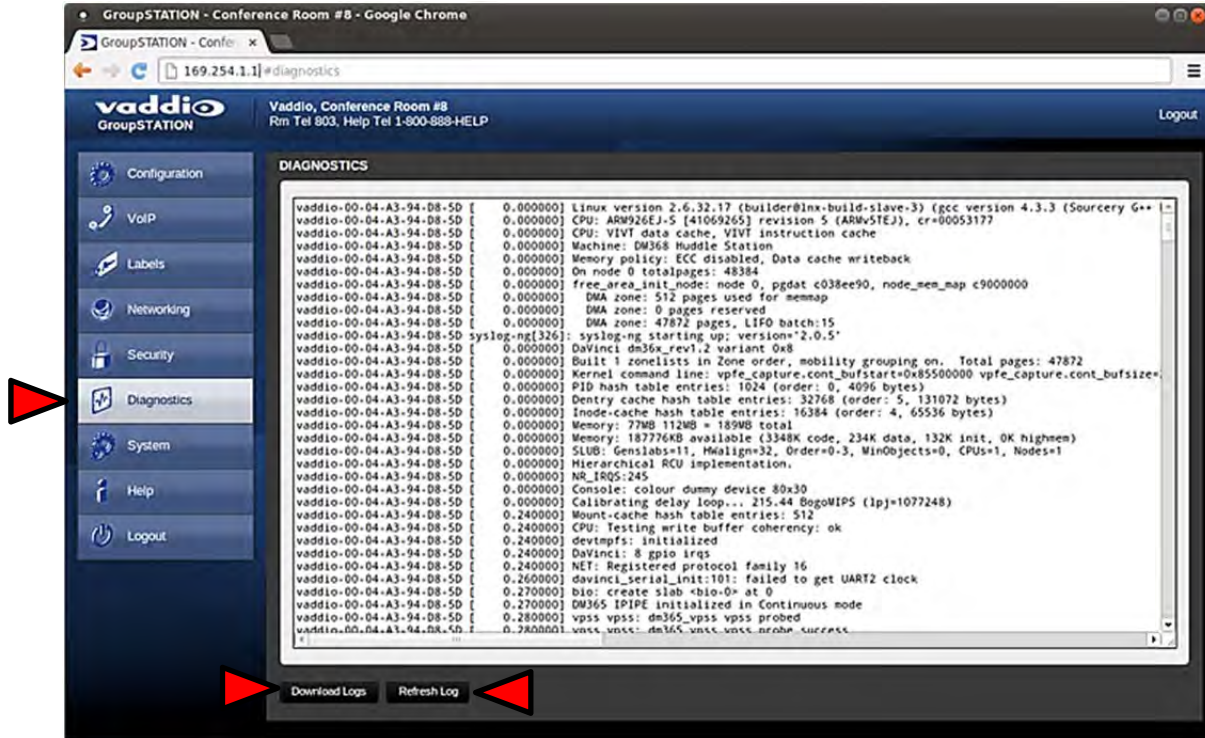 GroupSTATION - Conference Room #8 - Google Chrome
GroupSTATION - Confe
169.254.1.1/#diagnostics
vaddio
GroupSTATION
Vaddio, Conference Room #8
Rm Tel 803, Help Tel 1-800-888-HELP
Logout
Configuration
VoIP
Labels
Networking
Security
Diagnostics
System
Help
Logout
DIAGNOSTICS
vaddio-00-04-A3-94-D8-5D [ 0.000000] Linux version 2.6.32.17 (builder@lnx-build-slave-3) (gcc version 4.3.3 (Sourcery G++
vaddio-00-04-A3-94-D8-5D [ 0.000000] CPU: ARM926EJ-S [41069265] revision 5 (ARMv5TEJ), cr=00053177
vaddio-00-04-A3-94-D8-5D [ 0.000000] CPU: VIVT data cache, VIVT instruction cache
vaddio-00-04-A3-94-D8-5D [ 0.000000] Machine: DM368 Huddle Station
vaddio-00-04-A3-94-D8-5D [ 0.000000] Memory policy: ECC disabled, Data cache writeback
vaddio-00-04-A3-94-D8-5D [ 0.000000] On node 0 totalpages: 48384
vaddio-00-04-A3-94-D8-5D [ 0.000000] free_area_init_node: node 0, pgdat c038ee90, node_mem_map c9000000
vaddio-00-04-A3-94-D8-5D [ 0.000000] DMA zone: 512 pages used for memmap
vaddio-00-04-A3-94-D8-5D [ 0.000000] DMA zone: 0 pages reserved
vaddio-00-04-A3-94-D8-5D [ 0.000000] DMA zone: 47872 pages, LIFO batch:15
vaddio-00-04-A3-94-D8-5D syslog-ng[326]: syslog-ng starting up; version='2.0.5'
vaddio-00-04-A3-94-D8-5D [ 0.000000] DaVinci dm36x_rev1.2 variant 0x8
vaddio-00-04-A3-94-D8-5D [ 0.000000] Built 1 zonelists in Zone order, mobility grouping on. Total pages: 47872
vaddio-00-04-A3-94-D8-5D [ 0.000000] Kernel command line: vpfe_capture.cont_bufstart=0x85500000 vpfe_capture.cont_bufsize=
vaddio-00-04-A3-94-D8-5D [ 0.000000] PID hash table entries: 1024 (order: 0, 4096 bytes)
vaddio-00-04-A3-94-D8-5D [ 0.000000] Dentry cache hash table entries: 32768 (order: 5, 131072 bytes)
vaddio-00-04-A3-94-D8-5D [ 0.000000] Inode-cache hash table entries: 16384 (order: 4, 65536 bytes)
vaddio-00-04-A3-94-D8-5D [ 0.000000] Memory: 77MB 112MB = 189MB total
vaddio-00-04-A3-94-D8-5D [ 0.000000] Memory: 187776KB available (3348K code, 234K data, 132K init, 0K highmem)
vaddio-00-04-A3-94-D8-5D [ 0.000000] SLUB: Genslabs=11, HWalign=32, Order=0-3, MinObjects=0, CPUs=1, Nodes=1
vaddio-00-04-A3-94-D8-5D [ 0.000000] Hierarchical RCU implementation.
vaddio-00-04-A3-94-D8-5D [ 0.000000] NR_IRQS:245
vaddio-00-04-A3-94-D8-5D [ 0.000000] Console: colour dummy device 80x30
vaddio-00-04-A3-94-D8-5D [ 0.000000] Calibrating delay loop... 215.44 BogoMIPS (lpj=1077248)
vaddio-00-04-A3-94-D8-5D [ 0.240000] Mount-cache hash table entries: 512
vaddio-00-04-A3-94-D8-5D [ 0.240000] CPU: Testing write buffer coherency: ok
vaddio-00-04-A3-94-D8-5D [ 0.240000] devtmpfs: initialized
vaddio-00-04-A3-94-D8-5D [ 0.240000] DaVinci: 8 gpio irqs
vaddio-00-04-A3-94-D8-5D [ 0.240000] NET: Registered protocol family 16
vaddio-00-04-A3-94-D8-5D [ 0.260000] davinci_serial_init:101: failed to get UART2 clock
vaddio-00-04-A3-94-D8-5D [ 0.270000] bio: create slab <bio-0> at 0
vaddio-00-04-A3-94-D8-5D [ 0.270000] DM365 IPIPE initialized in Continuous mode
vaddio-00-04-A3-94-D8-5D [ 0.280000] vpss vpss: dm365_vpss vpss probed
vaddio-00-04-A3-94-D8-5D [ 0.280000] vpss vpss: dm365_vpss vpss probe success
Download Logs
Refresh Log